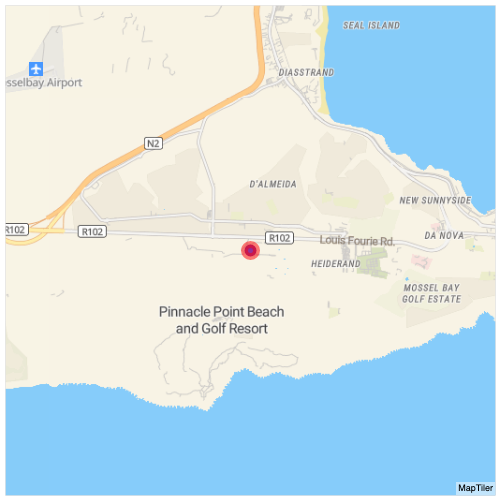 SEAL ISLAND
DIASSTRAND
osselbay Airport
N2
D'ALMEIDA
NEW SUNNYSIDE
R102
R102
R102
Louis Fourie Rd.
DA NOVA
HEIDERAND
MOSSEL BAY
GOLF ESTATE
Pinnacle Point Beach
and Golf Resort
MapTiler